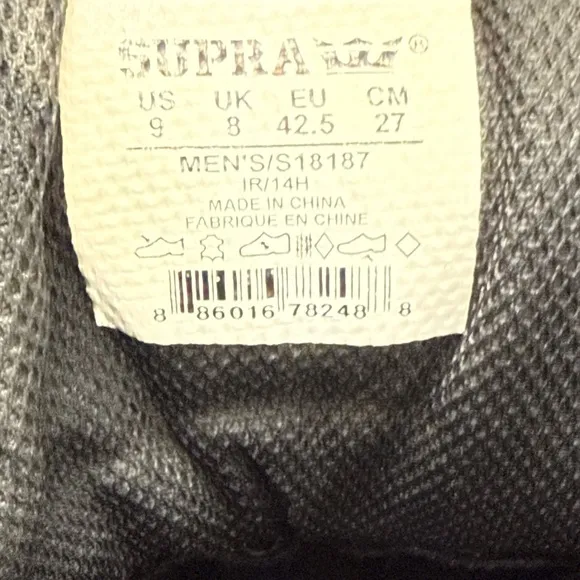 SUPRA ®
US UK EU CM
9 8 42.5 27
MEN'S/S18187
IR/14H
MADE IN CHINA
FABRIQUE EN CHINE
8 86016 78248 8